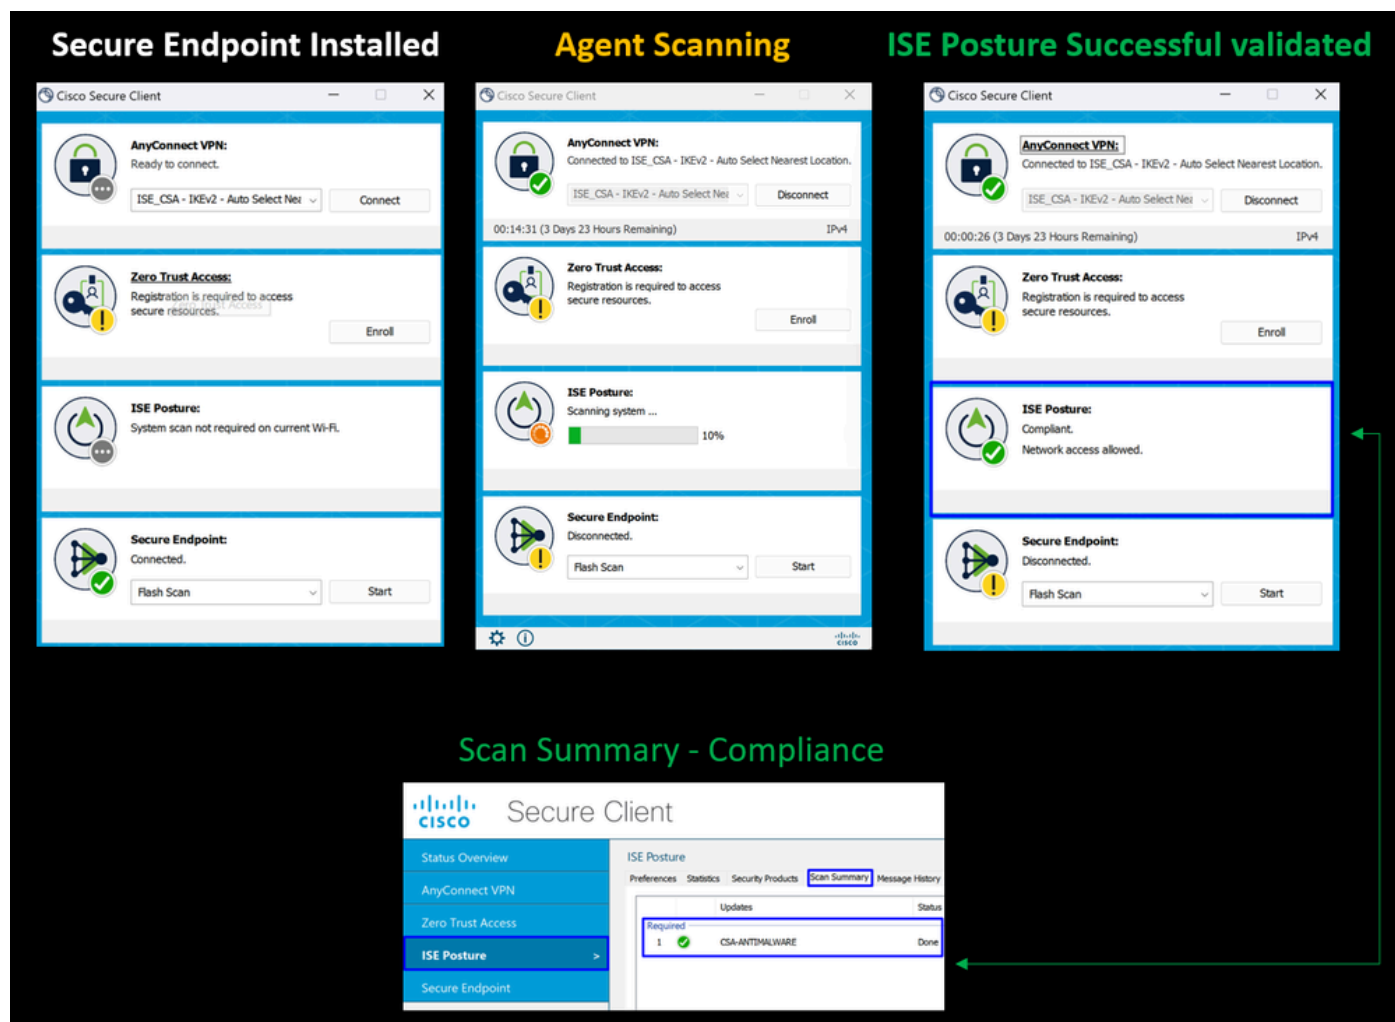 Secure Endpoint Installed
Agent Scanning
ISE Posture Successful validated
Cisco Secure Client
AnyConnect VPN:
Ready to connect.
ISE_CSA - IKEv2 - Auto Select Nea
Connect
Zero Trust Access:
Registration is required to access
secure resources.
Zero Trust Access
Enroll
ISE Posture:
System scan not required on current Wi-Fi.
Secure Endpoint:
Connected.
Flash Scan
Start
Cisco Secure Client
AnyConnect VPN:
Connected to ISE_CSA - IKEv2 - Auto Select Nearest Location.
ISE_CSA - IKEv2 - Auto Select Nea
Disconnect
00:14:31 (3 Days 23 Hours Remaining)
IPv4
Zero Trust Access:
Registration is required to access
secure resources.
Enroll
ISE Posture:
Scanning system ...
10%
Secure Endpoint:
Disconnected.
Flash Scan
Start
CISCO
Cisco Secure Client
AnyConnect VPN:
Connected to ISE_CSA - IKEv2 - Auto Select Nearest Location.
ISE_CSA - IKEv2 - Auto Select Nea
Disconnect
00:00:26 (3 Days 23 Hours Remaining)
IPv4
Zero Trust Access:
Registration is required to access
secure resources.
Enroll
ISE Posture:
Compliant.
Network access allowed.
Secure Endpoint:
Disconnected.
Flash Scan
Start
Scan Summary - Compliance
CISCO
Secure Client
Status Overview
AnyConnect VPN
Zero Trust Access
ISE Posture >
Secure Endpoint
ISE Posture
Preferences Statistics Security Products Scan Summary Message History
Updates Status
Required
1 CSA-ANTIMALWARE Done